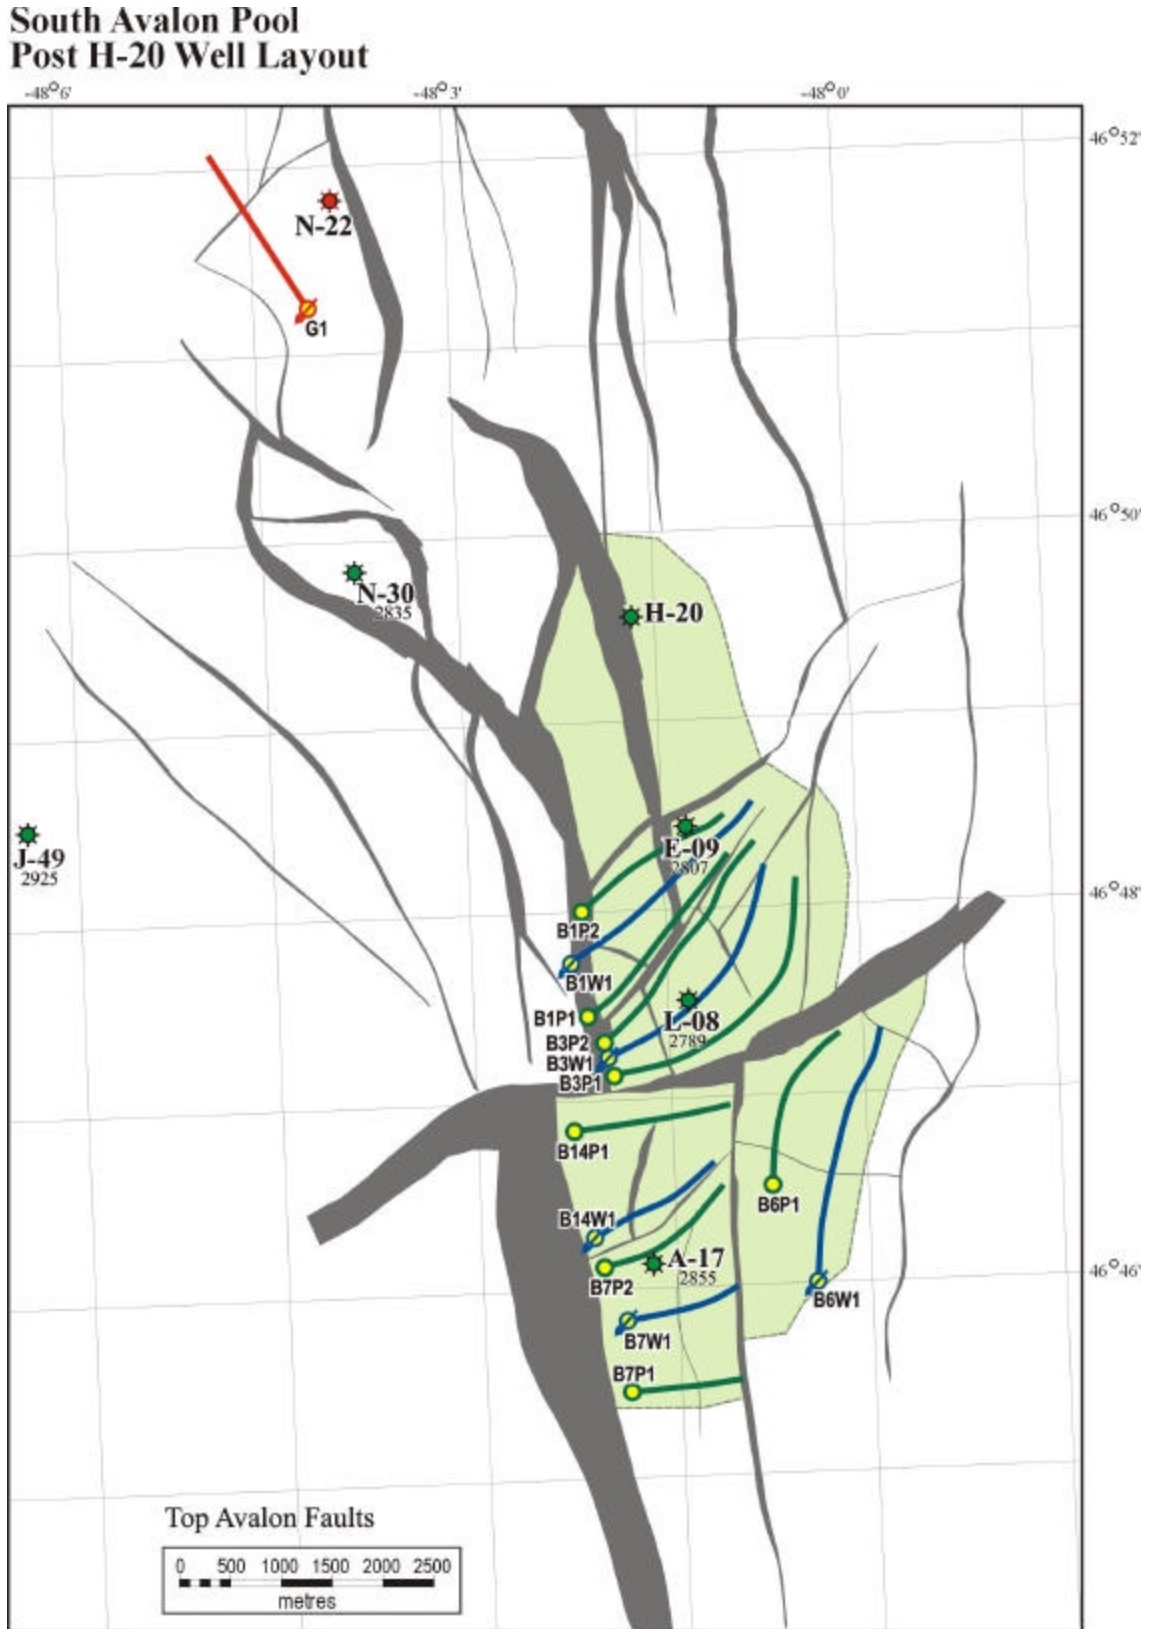 South Avalon Pool
Post H-20 Well Layout
-48°6'
-48°3'
-48°0'
46°52'
N-22
G1
46°50'
N-30
2835
H-20
J-49
2925
E-09
2807
46°48'
B1P2
B1W1
B1P1
L-08
2789
B3P2
B3W1
B3P1
B14P1
B6P1
B14W1
A-17
2855
46°46'
B7P2
B6W1
B7W1
B7P1
Top Avalon Faults
0 500 1000 1500 2000 2500
metres